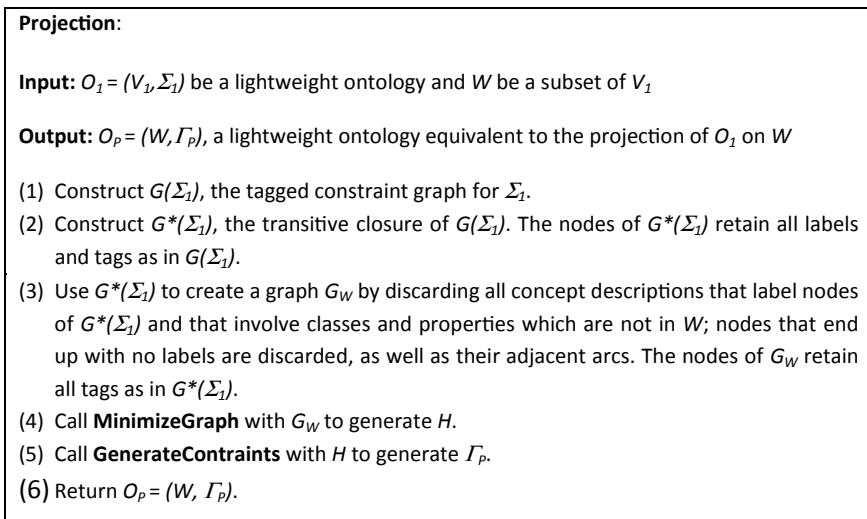 Projection:
Input: O₁ = (V₁,Σ₁) be a lightweight ontology and W be a subset of V₁
Output: Oₚ = (W,Γₚ), a lightweight ontology equivalent to the projection of O₁ on W
(1) Construct G(Σ₁), the tagged constraint graph for Σ₁.
(2) Construct G*(Σ₁), the transitive closure of G(Σ₁). The nodes of G*(Σ₁) retain all labels
and tags as in G(Σ₁).
(3) Use G*(Σ₁) to create a graph G_W by discarding all concept descriptions that label nodes
of G*(Σ₁) and that involve classes and properties which are not in W; nodes that end
up with no labels are discarded, as well as their adjacent arcs. The nodes of G_W retain
all tags as in G*(Σ₁).
(4) Call MinimizeGraph with G_W to generate H.
(5) Call GenerateContraints with H to generate Γₚ.
(6) Return Oₚ = (W, Γₚ).